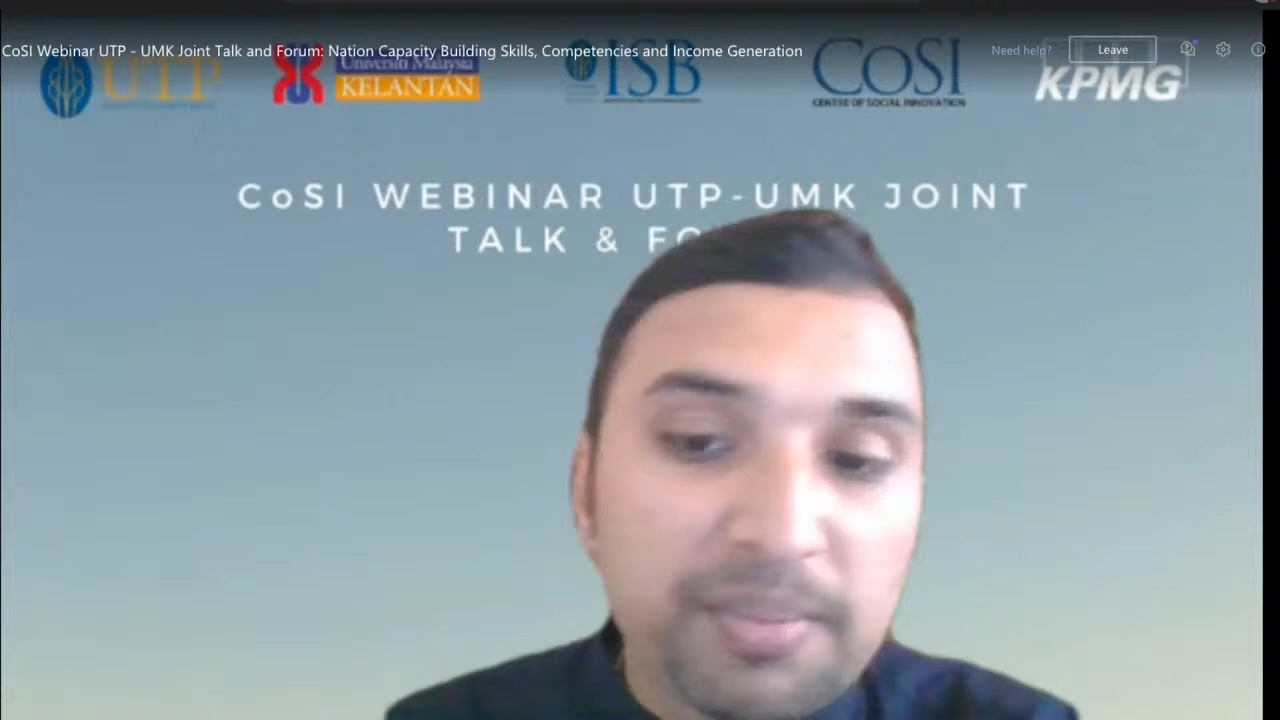 CoSI Webinar UTP - UMK Joint Talk and Forum: Nation Capacity Building Skills, Competencies and Income Generation
Need help?
Leave
UTP
Universiti Malaysia
KELANTAN
ISB
CoSI
CENTRE OF SOCIAL INNOVATION
KPMG
CoSI WEBINAR UTP-UMK JOINT
TALK &